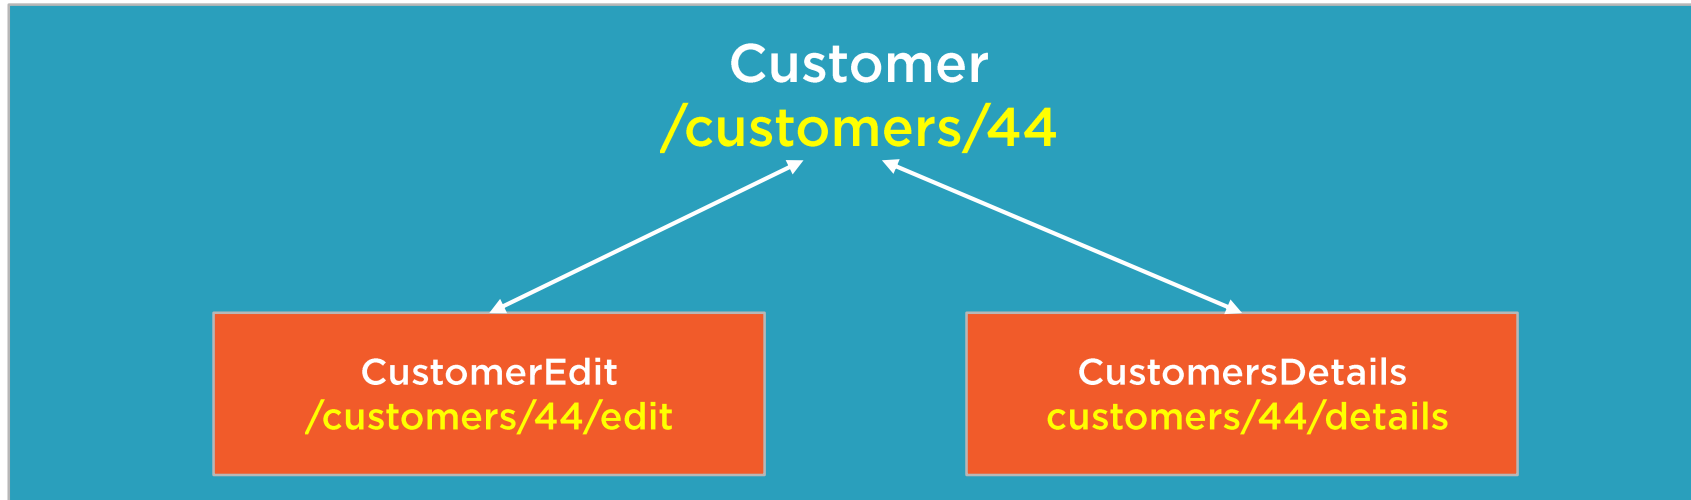 Customer
/customers/44
CustomerEdit
/customers/44/edit
CustomersDetails
customers/44/details